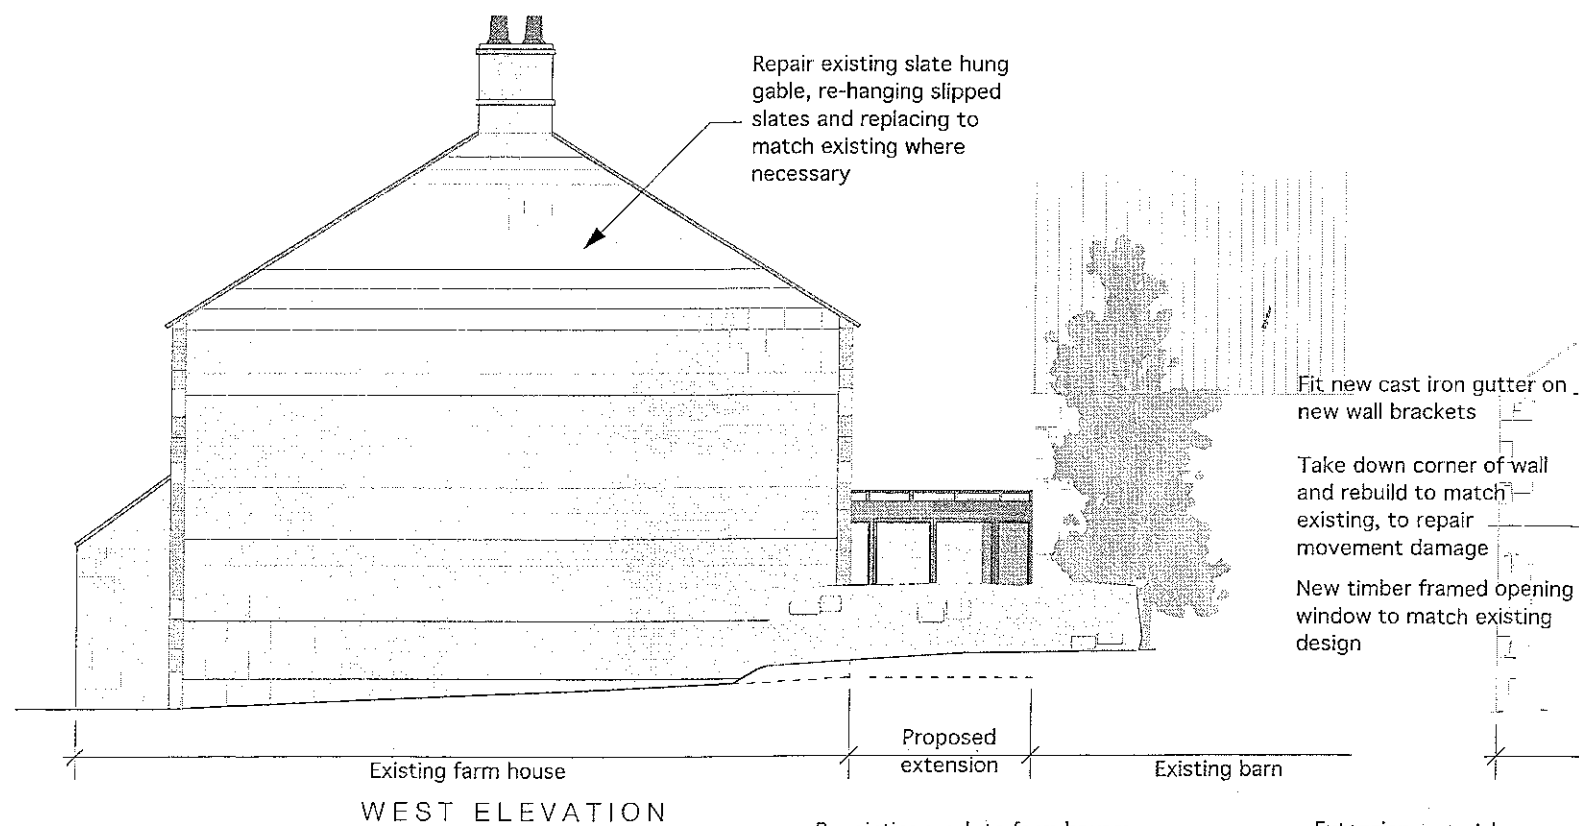 Repair existing slate hung
gable, re-hanging slipped
slates and replacing to
match existing where
necessary
Fit new cast iron gutter on
new wall brackets
Take down corner of wall
and rebuild to match
existing, to repair
movement damage
New timber framed opening
window to match existing
design
Existing farm house
Proposed
extension
Existing barn
WEST ELEVATION